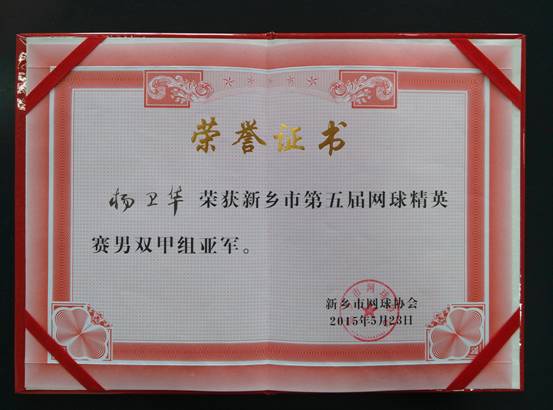 荣誉证书
杨卫华 荣获新乡市第五届网球精英
赛男双甲组亚军。
新乡市网球协会
2015年5月23日